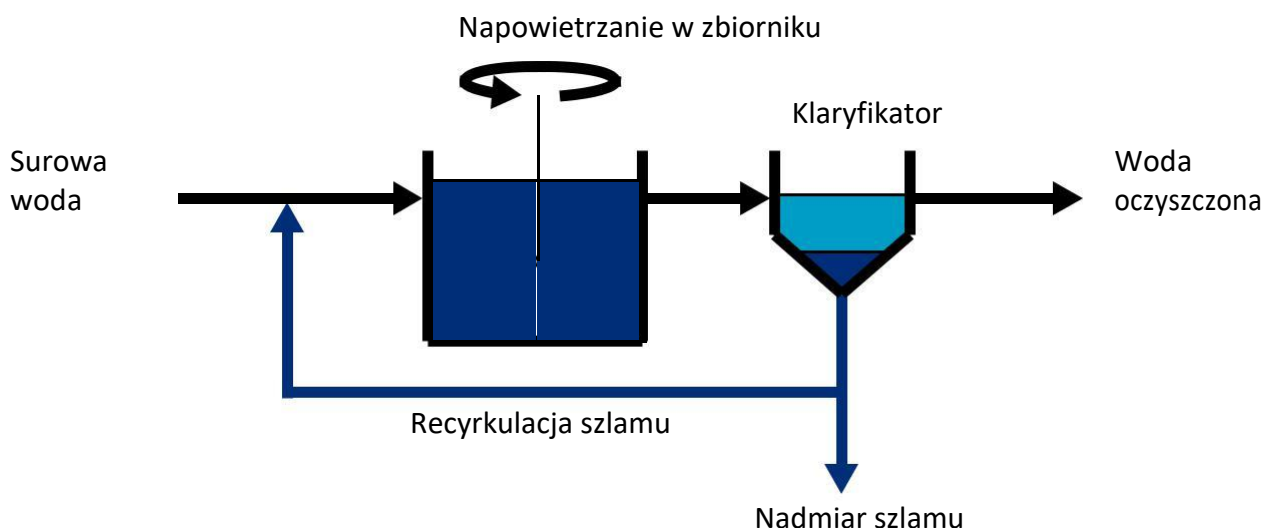 Napowietrzanie w zbiorniku
Klaryfikator
Surowa
woda
Woda
oczyszczona
Recyrkulacja szlamu
Nadmiar szlamu